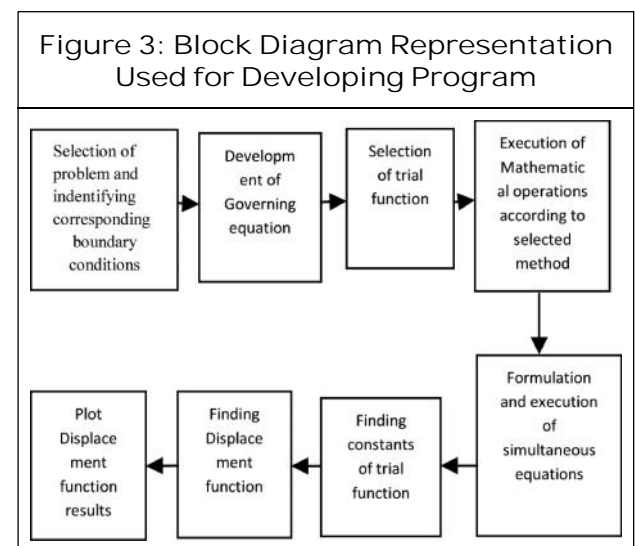 Figure 3: Block Diagram Representation
Used for Developing Program
Selection of
problem and
indentifying
corresponding
boundary
conditions
Developm
ent of
Governing
equation
Selection
of trial
function
Execution of
Mathematic
al operations
according to
selected
method
Formulation
and execution
of
simultaneous
equations
Finding
constants
of trial
function
Finding
Displace
ment
function
Plot
Displace
ment
function
results